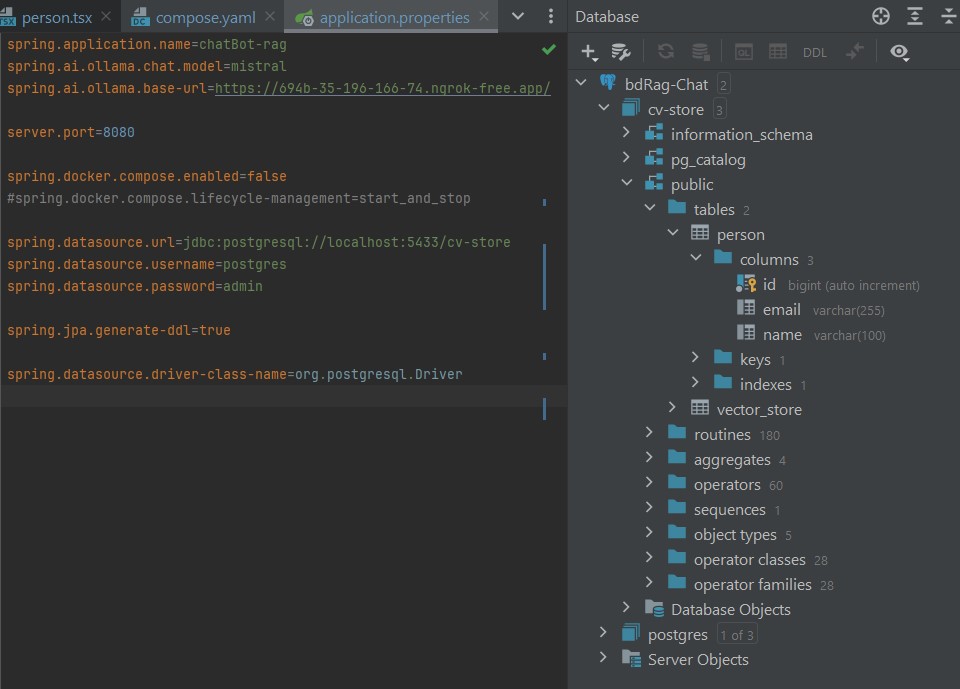 person.tsx compose.yaml application.properties
spring.application.name=chatBot-rag
spring.ai.ollama.chat.model=mistral
spring.ai.ollama.base-url=https://694b-35-196-166-74.ngrok-free.app/
server.port=8080
spring.docker.compose.enabled=false
#spring.docker.compose.lifecycle-management=start_and_stop
spring.datasource.url=jdbc:postgresql://localhost:5433/cv-store
spring.datasource.username=postgres
spring.datasource.password=admin
spring.jpa.generate-ddl=true
spring.datasource.driver-class-name=org.postgresql.Driver
Database
QL DDL
bdRag-Chat 2
cv-store 3
information_schema
pg_catalog
public
tables 2
person
columns 3
id bigint (auto increment)
email varchar(255)
name varchar(100)
keys 1
indexes 1
vector_store
routines 180
aggregates 4
operators 60
sequences 1
object types 5
operator classes 28
operator families 28
Database Objects
postgres 1 of 3
Server Objects